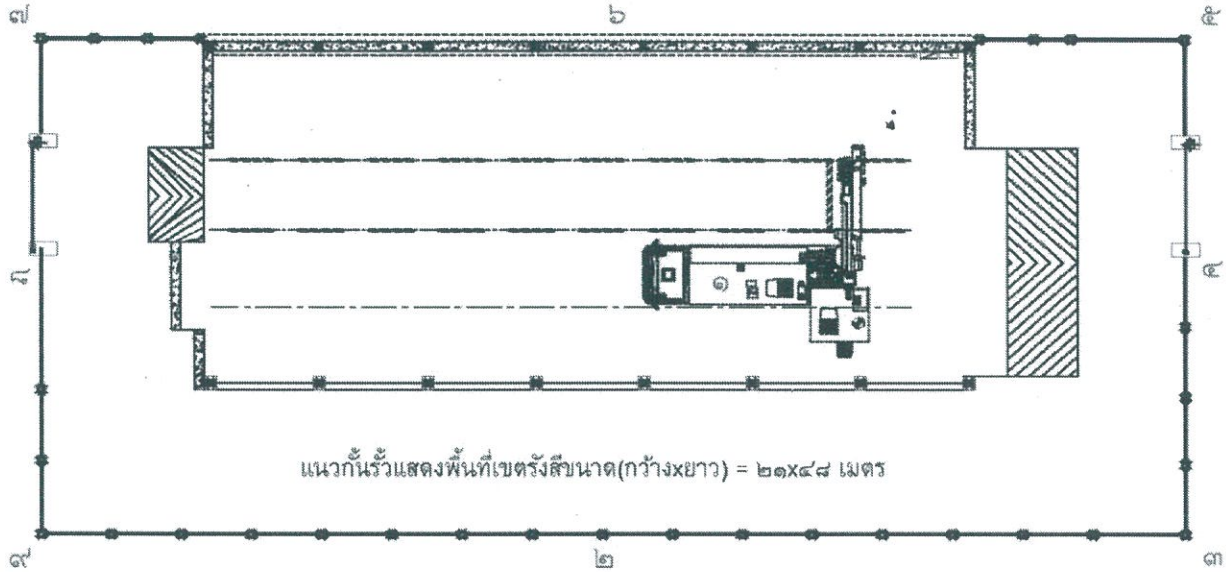 ๗ ๖ ๕
๘ ๑ ๔
แนวกั้นรั้วแสดงพื้นที่เขตรังสีขนาด(กว้างxยาว) = ๒๑x๔๘ เมตร
๙ ๒ ๓